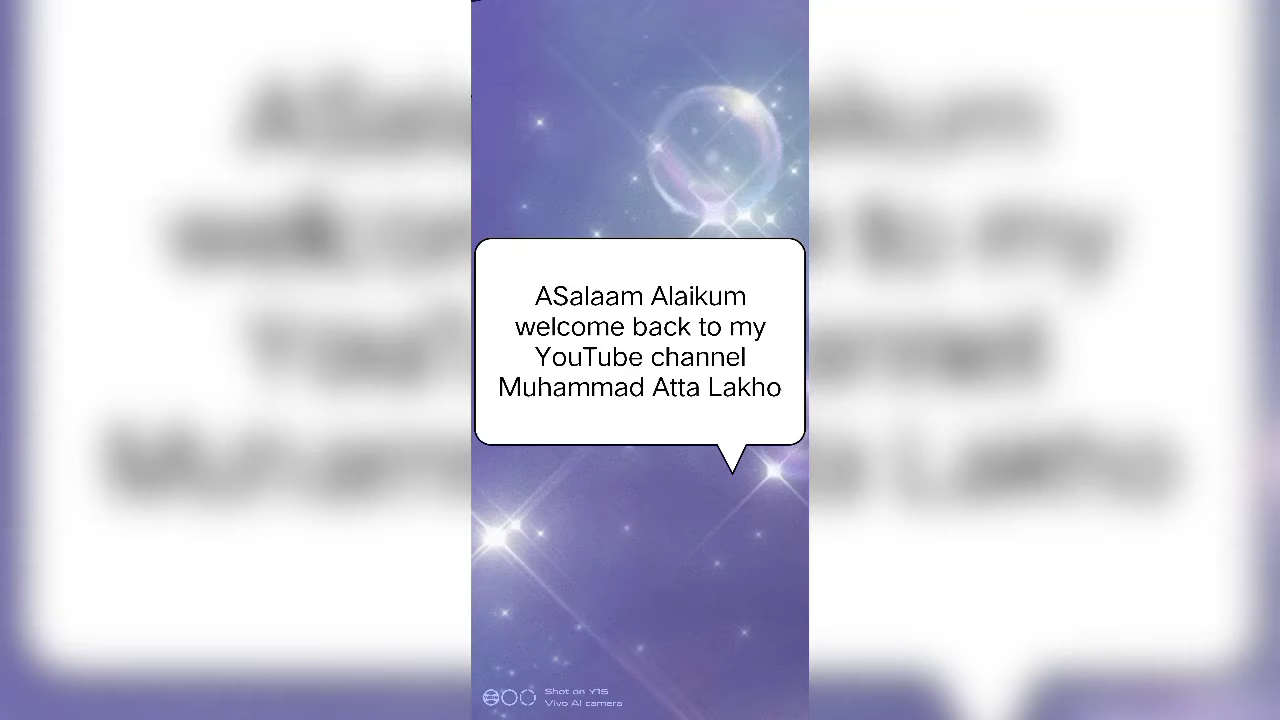 ASalaam Alaikum
welcome back to my
YouTube channel
Muhammad Atta Lakho
Shot on Y15
Vivo AI camera